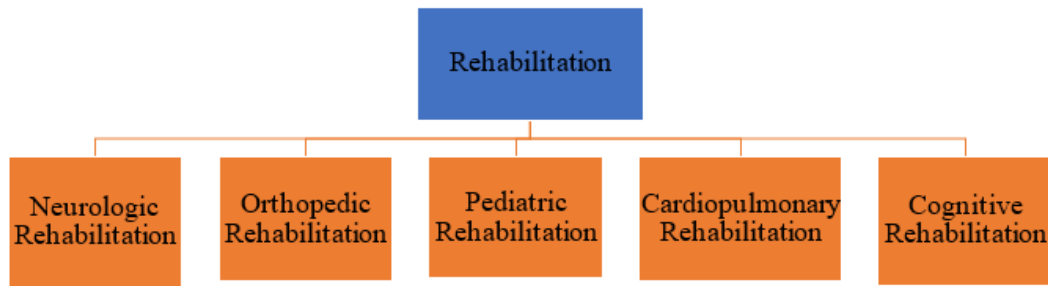 Rehabilitation
Neurologic
Rehabilitation
Orthopedic
Rehabilitation
Pediatric
Rehabilitation
Cardiopulmonary
Rehabilitation
Cognitive
Rehabilitation